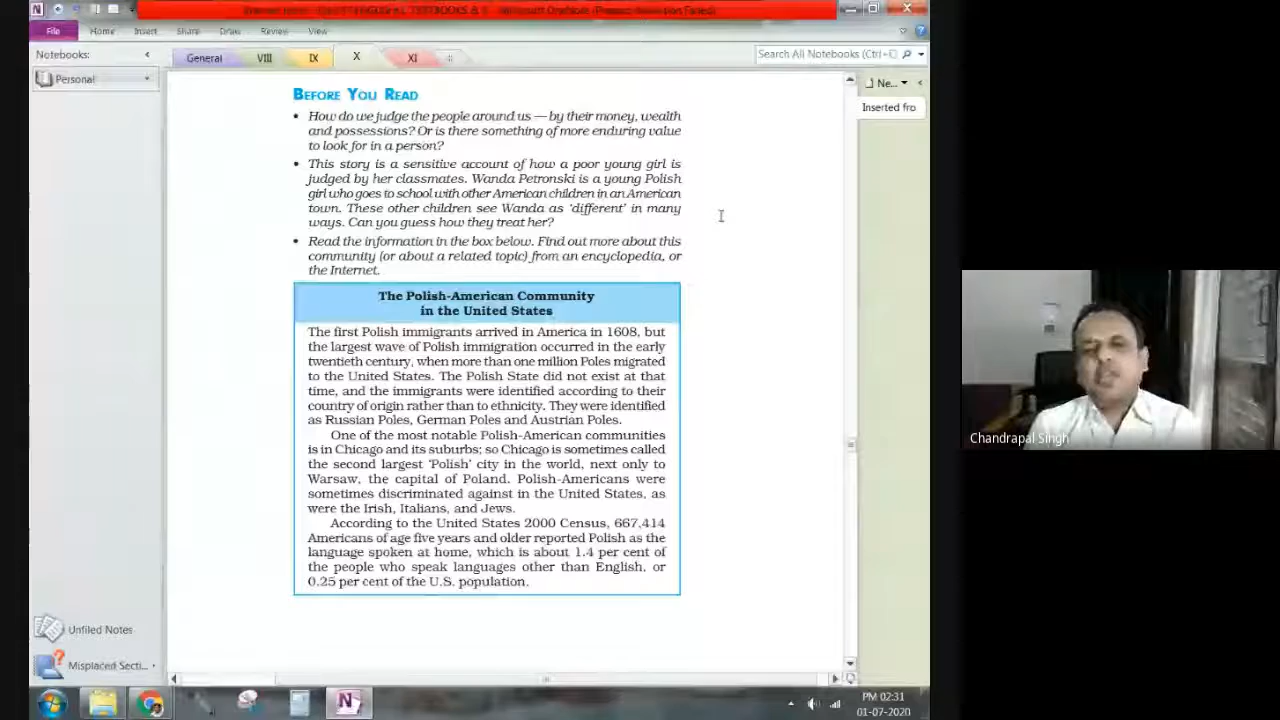 File
Home
Insert
Share
Draw
Review
View
Notebooks:
General
VIII
IX
X
XI
Search All Notebooks (Ctrl+
Personal
Ne...
Inserted fro
BEFORE YOU READ
• How do we judge the people around us — by their money, wealth
and possessions? Or is there something of more enduring value
to look for in a person?
• This story is a sensitive account of how a poor young girl is
judged by her classmates. Wanda Petronski is a young Polish
girl who goes to school with other American children in an American
town. These other children see Wanda as 'different' in many
ways. Can you guess how they treat her?
• Read the information in the box below. Find out more about this
community (or about a related topic) from an encyclopedia, or
the Internet.
The Polish-American Community
in the United States
The first Polish immigrants arrived in America in 1608, but
the largest wave of Polish immigration occurred in the early
twentieth century, when more than one million Poles migrated
to the United States. The Polish State did not exist at that
time, and the immigrants were identified according to their
country of origin rather than to ethnicity. They were identified
as Russian Poles, German Poles and Austrian Poles.
One of the most notable Polish-American communities
is in Chicago and its suburbs; so Chicago is sometimes called
the second largest 'Polish' city in the world, next only to
Warsaw, the capital of Poland. Polish-Americans were
sometimes discriminated against in the United States, as
were the Irish, Italians, and Jews.
According to the United States 2000 Census, 667,414
Americans of age five years and older reported Polish as the
language spoken at home, which is about 1.4 per cent of
the people who speak languages other than English, or
0.25 per cent of the U.S. population.
Chandrapal Singh
Unfiled Notes
Misplaced Secti...
PM 02:31
01-07-2020